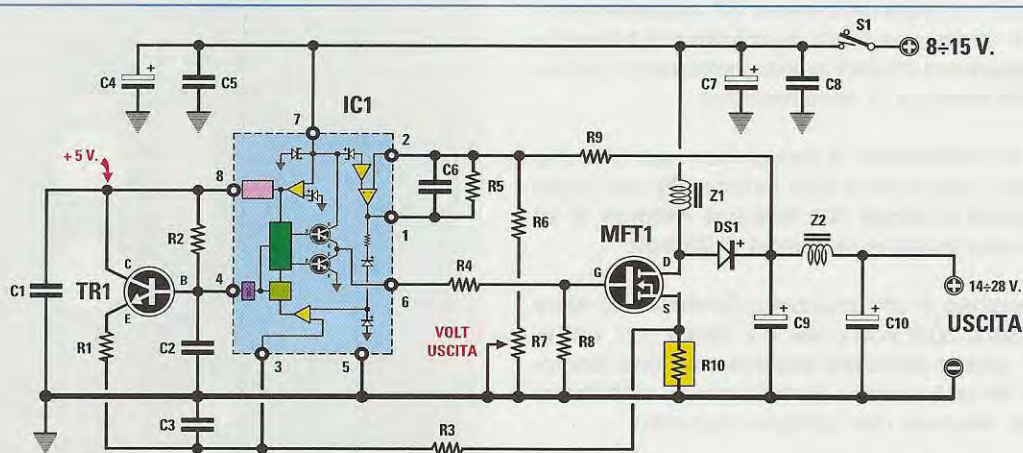 S1
8÷15 V.
C4
+
C5
IC1
C7
+
C8
7
2
R9
+ 5 V.
8
C6
R5
Z1
R2
1
R6
MFT1
DS1
+
Z2
C
D
G
S
C1
TR1
B
4
R4
6
E
14÷28 V.
USCITA
R1
C2
VOLT
USCITA
R7
R8
R10
C9
+
C10
+
3
5
C3
R3